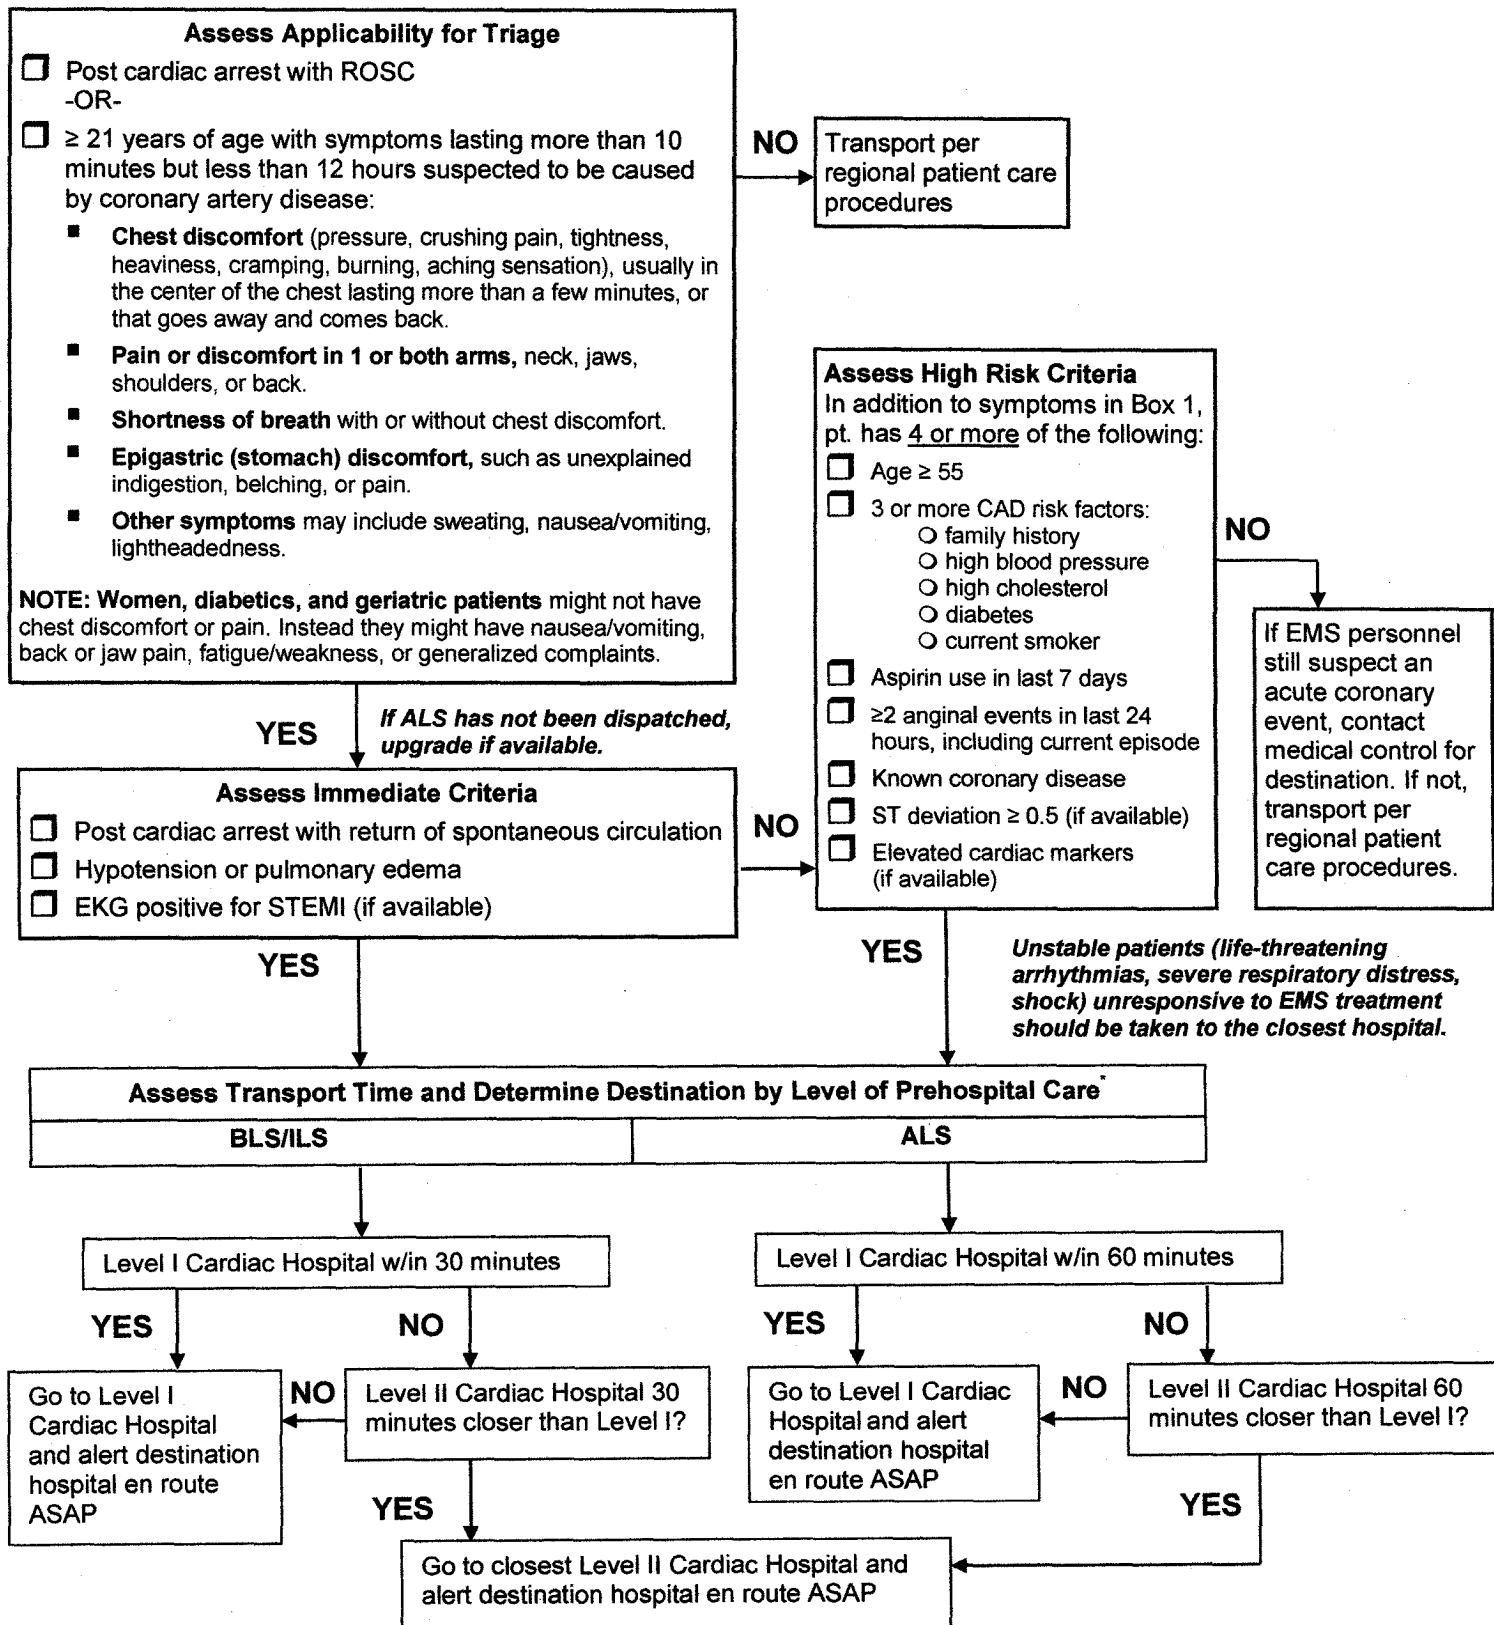 Assess Applicability for Triage
❒ Post cardiac arrest with ROSC
-OR-
❒ ≥ 21 years of age with symptoms lasting more than 10
minutes but less than 12 hours suspected to be caused
by coronary artery disease:
▪ Chest discomfort (pressure, crushing pain, tightness,
heaviness, cramping, burning, aching sensation), usually in
the center of the chest lasting more than a few minutes, or
that goes away and comes back.
▪ Pain or discomfort in 1 or both arms, neck, jaws,
shoulders, or back.
▪ Shortness of breath with or without chest discomfort.
▪ Epigastric (stomach) discomfort, such as unexplained
indigestion, belching, or pain.
▪ Other symptoms may include sweating, nausea/vomiting,
lightheadedness.
NOTE: Women, diabetics, and geriatric patients might not have
chest discomfort or pain. Instead they might have nausea/vomiting,
back or jaw pain, fatigue/weakness, or generalized complaints.
NO
Transport per
regional patient care
procedures
YES
If ALS has not been dispatched,
upgrade if available.
Assess Immediate Criteria
❒ Post cardiac arrest with return of spontaneous circulation
❒ Hypotension or pulmonary edema
❒ EKG positive for STEMI (if available)
NO
Assess High Risk Criteria
In addition to symptoms in Box 1,
pt. has 4 or more of the following:
❒ Age ≥ 55
❒ 3 or more CAD risk factors:
❍ family history
❍ high blood pressure
❍ high cholesterol
❍ diabetes
❍ current smoker
❒ Aspirin use in last 7 days
❒ ≥2 anginal events in last 24
hours, including current episode
❒ Known coronary disease
❒ ST deviation ≥ 0.5 (if available)
❒ Elevated cardiac markers
(if available)
NO
If EMS personnel
still suspect an
acute coronary
event, contact
medical control for
destination. If not,
transport per
regional patient
care procedures.
YES
YES
Unstable patients (life-threatening
arrhythmias, severe respiratory distress,
shock) unresponsive to EMS treatment
should be taken to the closest hospital.
Assess Transport Time and Determine Destination by Level of Prehospital Care*
BLS/ILS
ALS
Level I Cardiac Hospital w/in 30 minutes
Level I Cardiac Hospital w/in 60 minutes
YES
NO
YES
NO
Go to Level I
Cardiac Hospital
and alert destination
hospital en route
ASAP
NO
Level II Cardiac Hospital 30
minutes closer than Level I?
Go to Level I Cardiac
Hospital and alert
destination hospital
en route ASAP
NO
Level II Cardiac Hospital 60
minutes closer than Level I?
YES
YES
Go to closest Level II Cardiac Hospital and
alert destination hospital en route ASAP